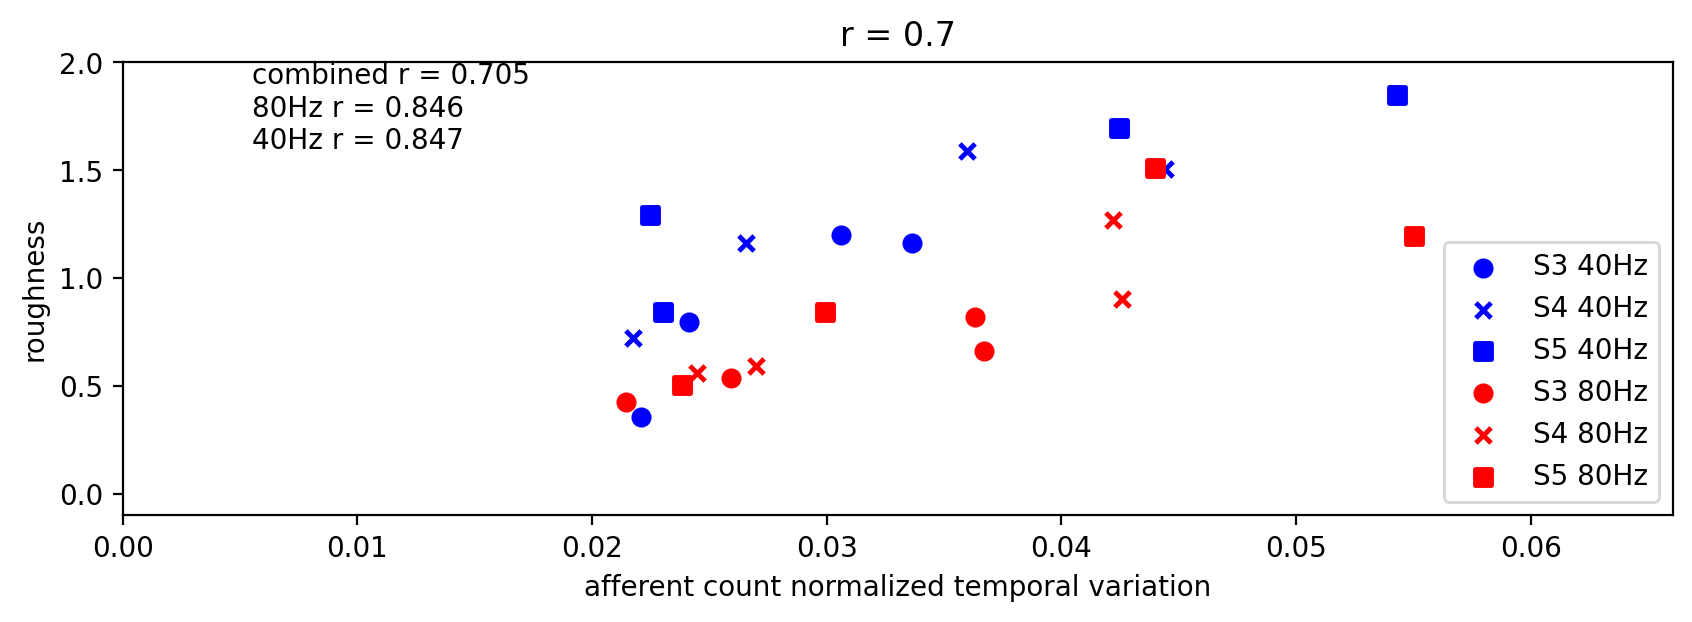 r = 0.7
combined r = 0.705
80Hz r = 0.846
40Hz r = 0.847
2.0
1.5
1.0
0.5
0.0
roughness
S3 40Hz
S4 40Hz
S5 40Hz
S3 80Hz
S4 80Hz
S5 80Hz
0.00 0.01 0.02 0.03 0.04 0.05 0.06
afferent count normalized temporal variation